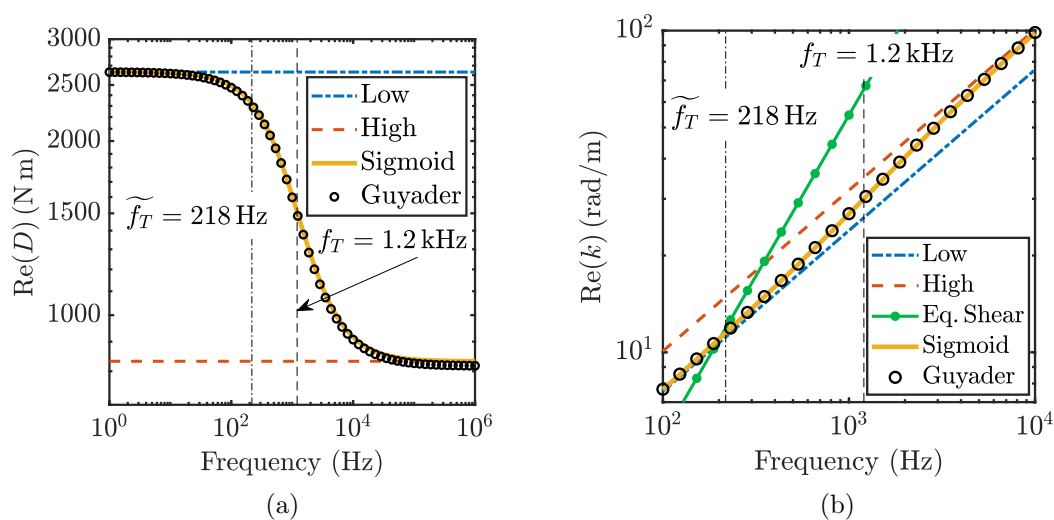 3000
2500
2000
1500
1000
Re(D) (N m)
Low
High
Sigmoid
Guyader
f̃_T = 218 Hz
f_T = 1.2 kHz
10^0
10^2
10^4
10^6
Frequency (Hz)
(a)
10^2
10^1
Re(k) (rad/m)
f_T = 1.2 kHz
f̃_T = 218 Hz
Low
High
Eq. Shear
Sigmoid
Guyader
10^2
10^3
10^4
Frequency (Hz)
(b)